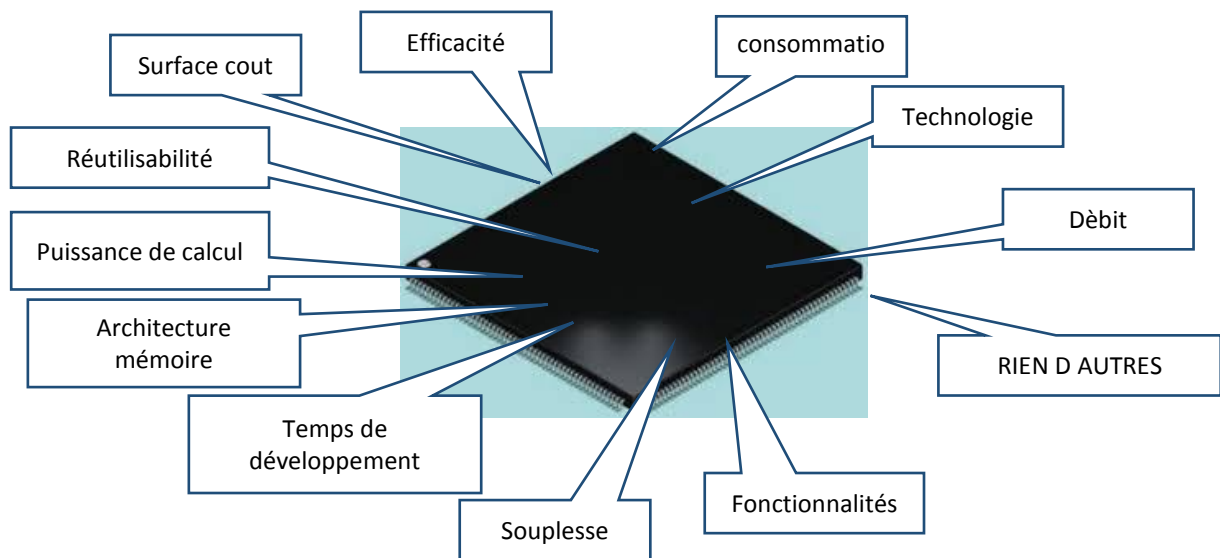 Efficacité
consommatio
Surface cout
Technologie
Réutilisabilité
Dèbit
Puissance de calcul
Architecture
mémoire
RIEN D AUTRES
Temps de
développement
Fonctionnalités
Souplesse